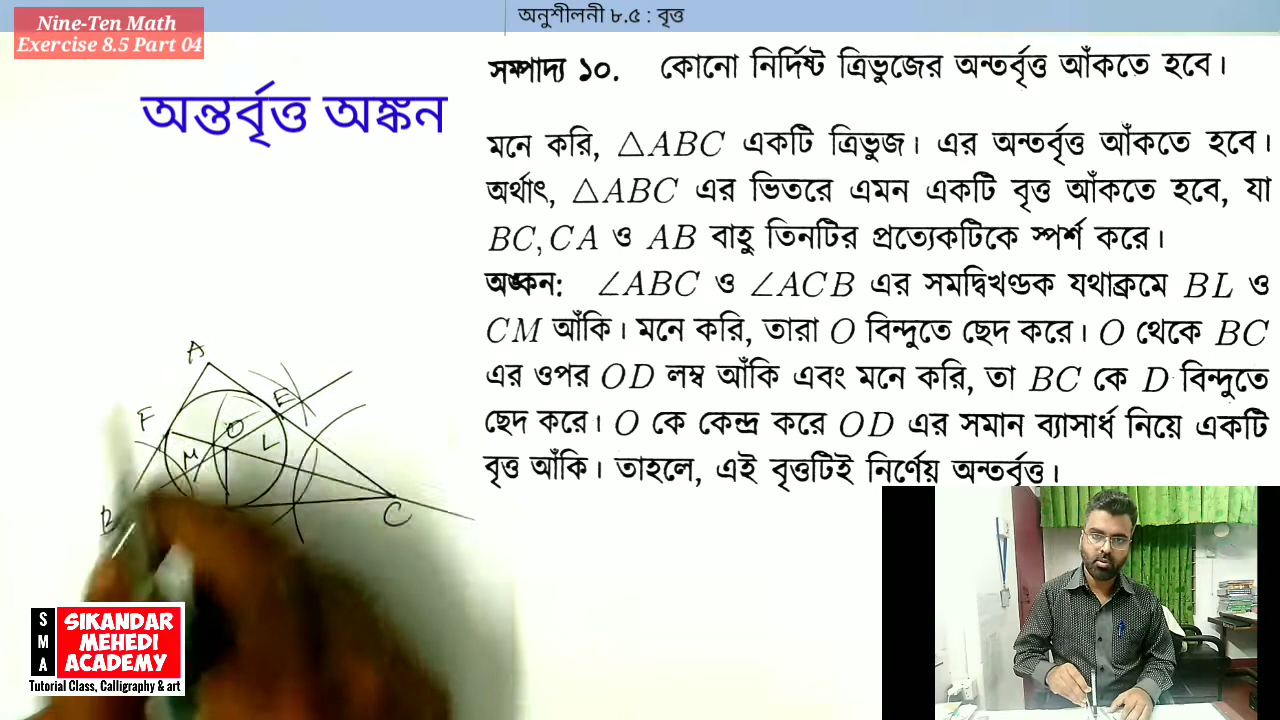 Nine-Ten Math
Exercise 8.5 Part 04
অনুশীলনী ৮.৫ : বৃত্ত
অন্তর্বৃত্ত অঙ্কন
সম্পাদ্য ১০. কোনো নির্দিষ্ট ত্রিভুজের অন্তর্বৃত্ত আঁকতে হবে।
মনে করি, △ABC একটি ত্রিভুজ। এর অন্তর্বৃত্ত আঁকতে হবে।
অর্থাৎ, △ABC এর ভিতরে এমন একটি বৃত্ত আঁকতে হবে, যা
BC, CA ও AB বাহু তিনটির প্রত্যেকটিকে স্পর্শ করে।
অঙ্কন: ∠ABC ও ∠ACB এর সমদ্বিখণ্ডক যথাক্রমে BL ও
CM আঁকি। মনে করি, তারা O বিন্দুতে ছেদ করে। O থেকে BC
এর ওপর OD লম্ব আঁকি এবং মনে করি, তা BC কে D বিন্দুতে
ছেদ করে। O কে কেন্দ্র করে OD এর সমান ব্যাসার্ধ নিয়ে একটি
বৃত্ত আঁকি। তাহলে, এই বৃত্তটিই নির্ণেয় অন্তর্বৃত্ত।
A
E
F
O
L
M
B
C
SMA
SIKANDAR
MEHEDI
ACADEMY
Tutorial Class, Calligraphy & art